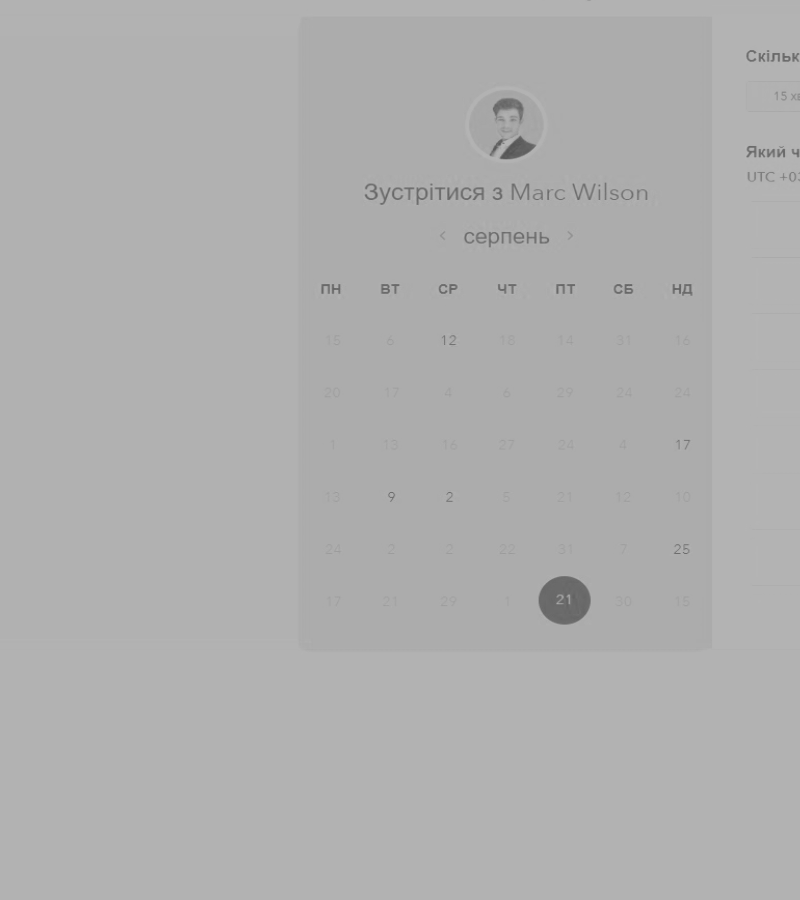 Зустрітися з Marc Wilson
< серпень >
ПН ВТ СР ЧТ ПТ СБ НД
15 6 12 18 14 31 16
20 17 4 6 29 24 24
1 13 16 27 24 4 17
13 9 2 5 21 12 10
24 2 2 22 31 7 25
17 21 29 1 21 30 15
Скільк
15 хв
Який ч
UTC +03